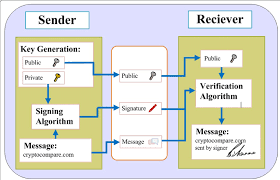 Sender
Key Generation:
Public
Private
Signing
Algorithm
Message:
cryptocompare.com
Public
Signature
Message
Reciever
Public
Verification
Algorithm
Message:
cryptocompare.com
sent by signer